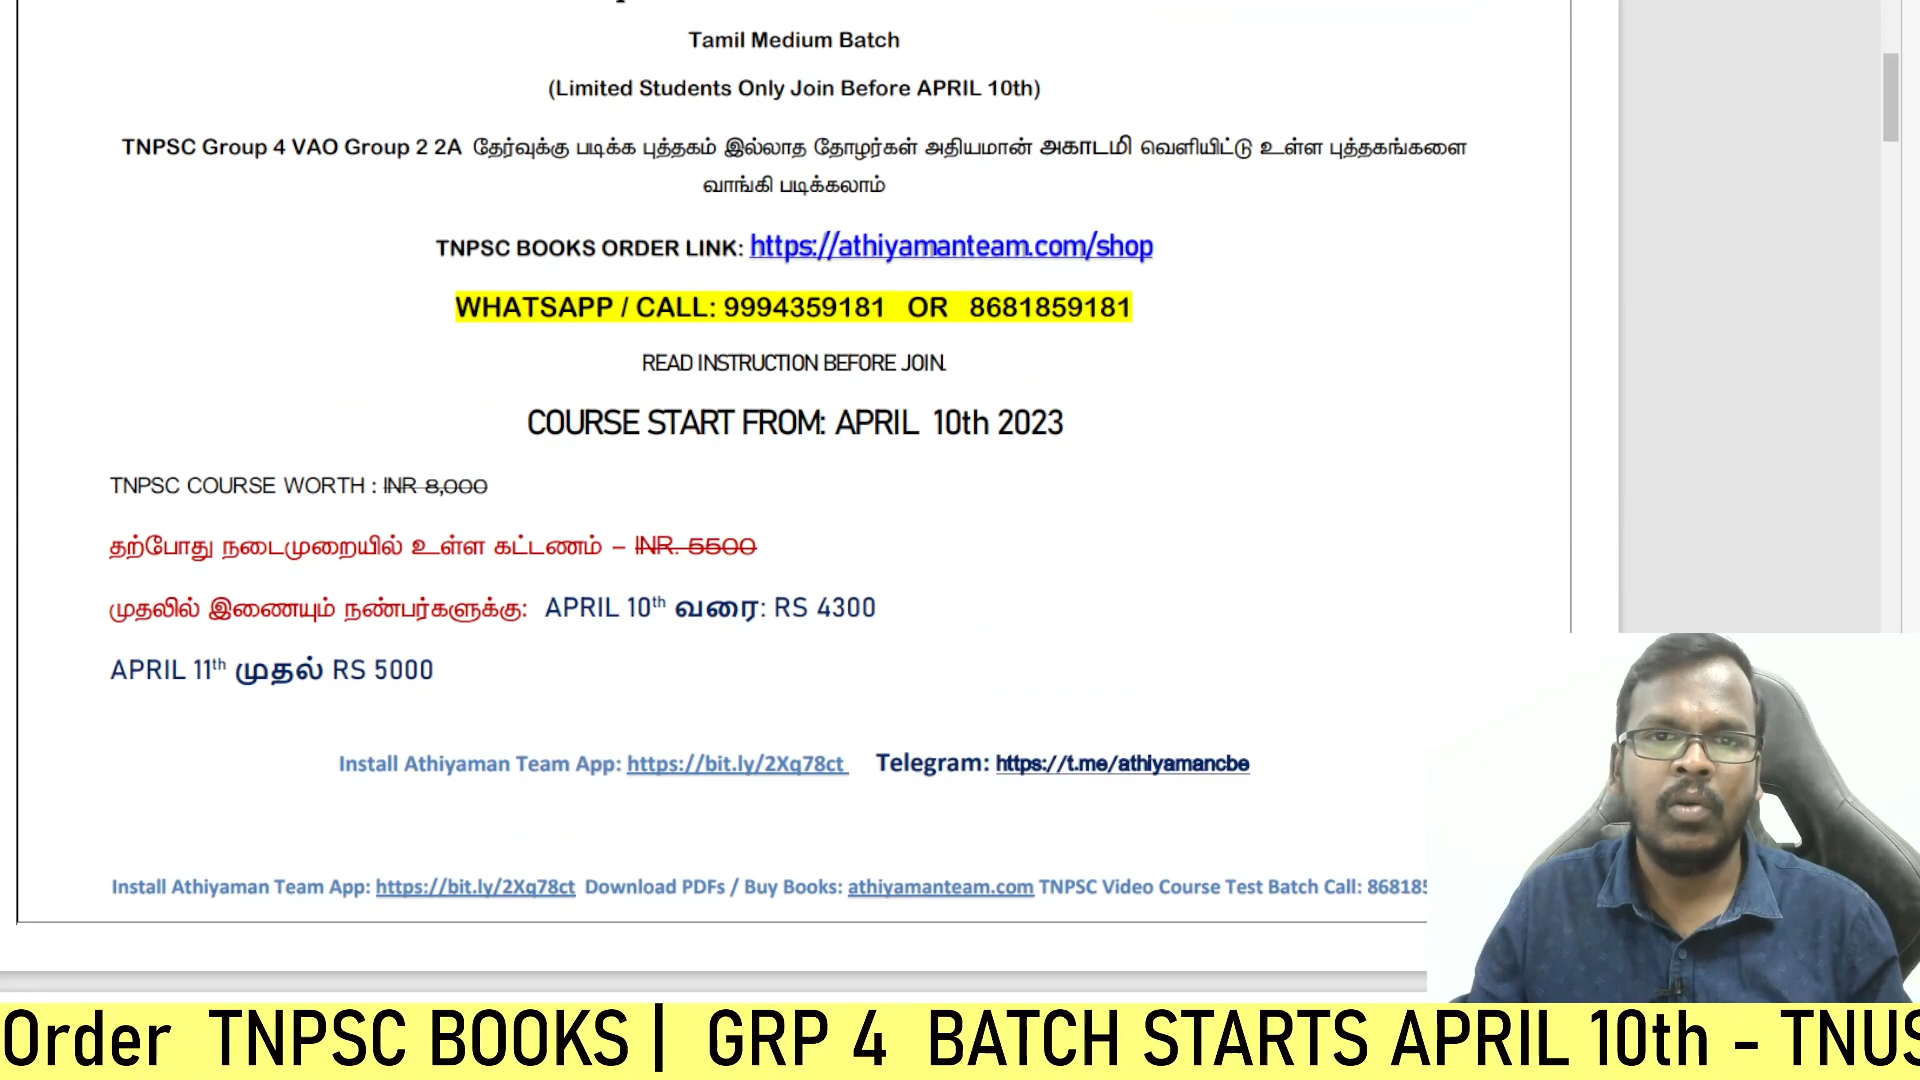 Tamil Medium Batch
(Limited Students Only Join Before APRIL 10th)
TNPSC Group 4 VAO Group 2 2A தேர்வுக்கு படிக்க புத்தகம் இல்லாத தோழர்கள் அதியமான் அகாடமி வெளியிட்டு உள்ள புத்தகங்களை
வாங்கி படிக்கலாம்
TNPSC BOOKS ORDER LINK: https://athiyamanteam.com/shop
WHATSAPP / CALL: 9994359181 OR 8681859181
READ INSTRUCTION BEFORE JOIN.
COURSE START FROM: APRIL 10th 2023
TNPSC COURSE WORTH : INR 8,000
தற்போது நடைமுறையில் உள்ள கட்டணம் – INR. 5500
முதலில் இணையும் நண்பர்களுக்கு: APRIL 10th வரை: RS 4300
APRIL 11th முதல் RS 5000
Install Athiyaman Team App: https://bit.ly/2Xq78ct Telegram: https://t.me/athiyamancbe
Install Athiyaman Team App: https://bit.ly/2Xq78ct Download PDFs / Buy Books: athiyamanteam.com TNPSC Video Course Test Batch Call: 86818
Order TNPSC BOOKS | GRP 4 BATCH STARTS APRIL 10th - TNUS